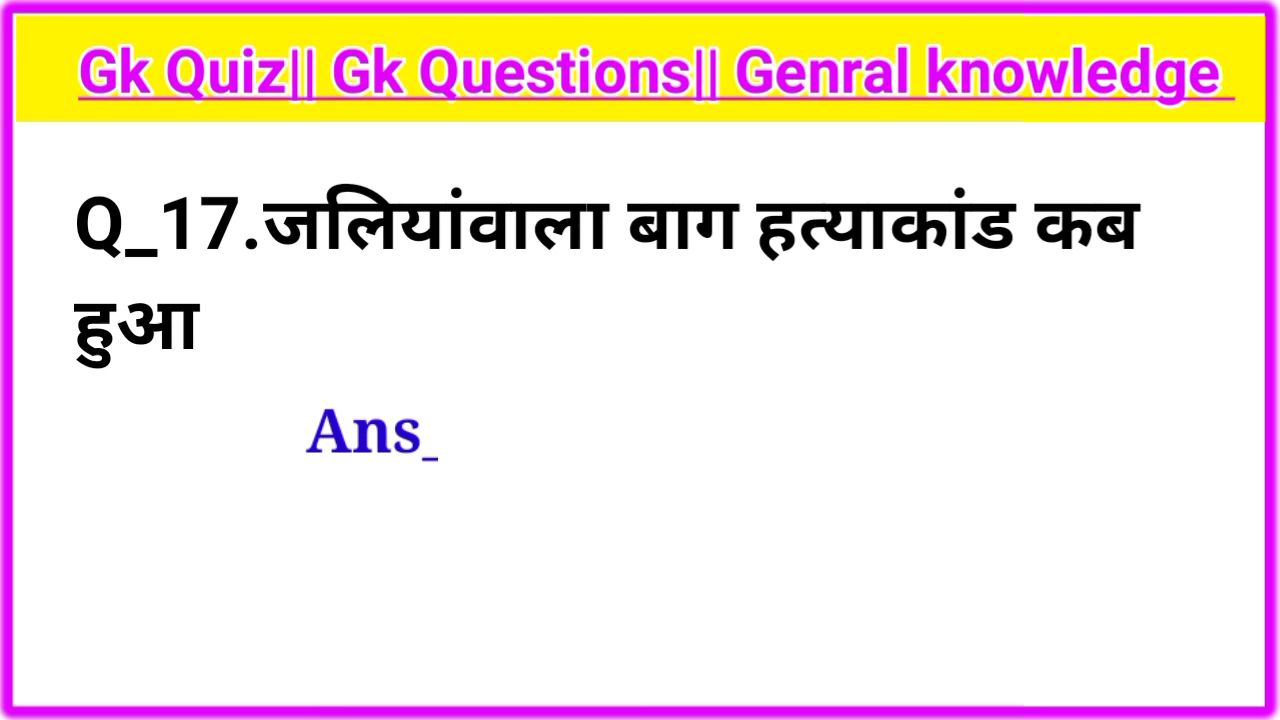 Gk Quiz|| Gk Questions|| Genral knowledge
Q_17.जलियांवाला बाग हत्याकांड कब
हुआ
Ans_